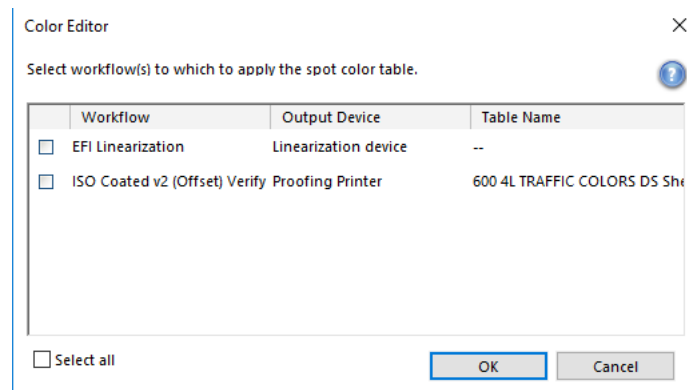 Color Editor
Select workflow(s) to which to apply the spot color table.
?
Workflow Output Device Table Name
EFI Linearization Linearization device --
ISO Coated v2 (Offset) Verify Proofing Printer 600 4L TRAFFIC COLORS DS She
Select all OK Cancel